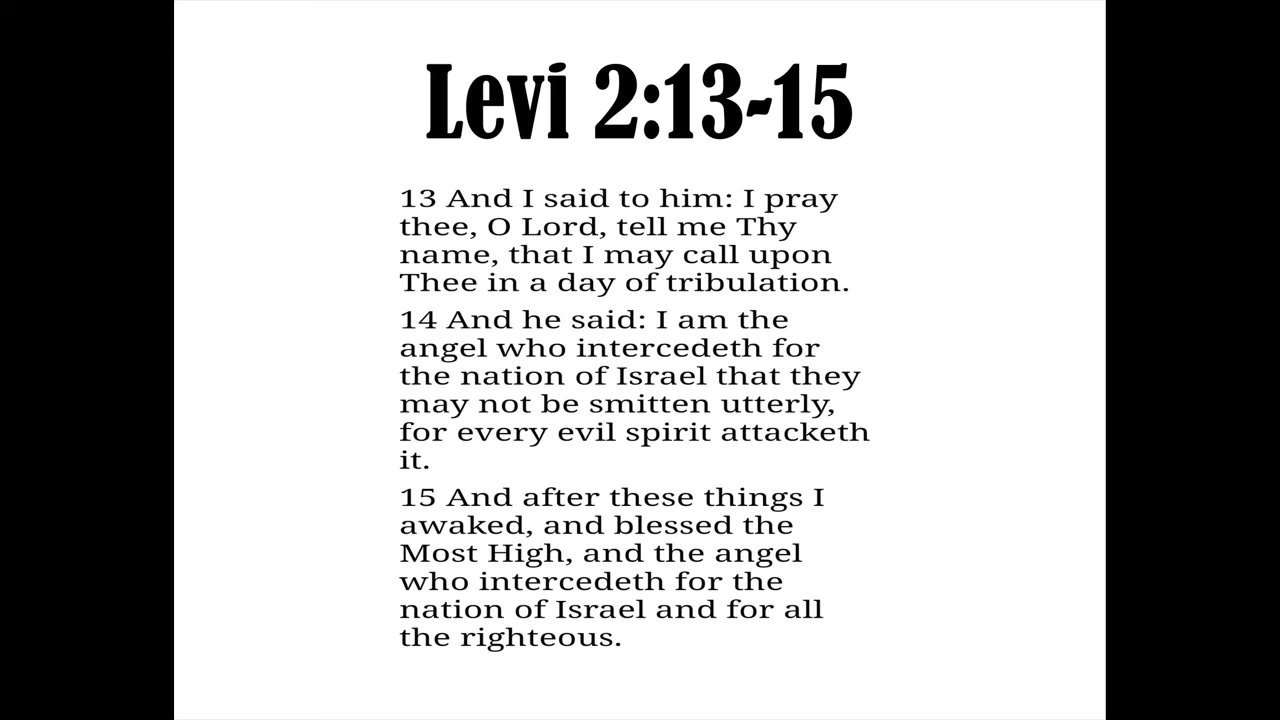 Levi 2:13-15
13 And I said to him: I pray
thee, O Lord, tell me Thy
name, that I may call upon
Thee in a day of tribulation.
14 And he said: I am the
angel who intercedeth for
the nation of Israel that they
may not be smitten utterly,
for every evil spirit attacketh
it.
15 And after these things I
awaked, and blessed the
Most High, and the angel
who intercedeth for the
nation of Israel and for all
the righteous.